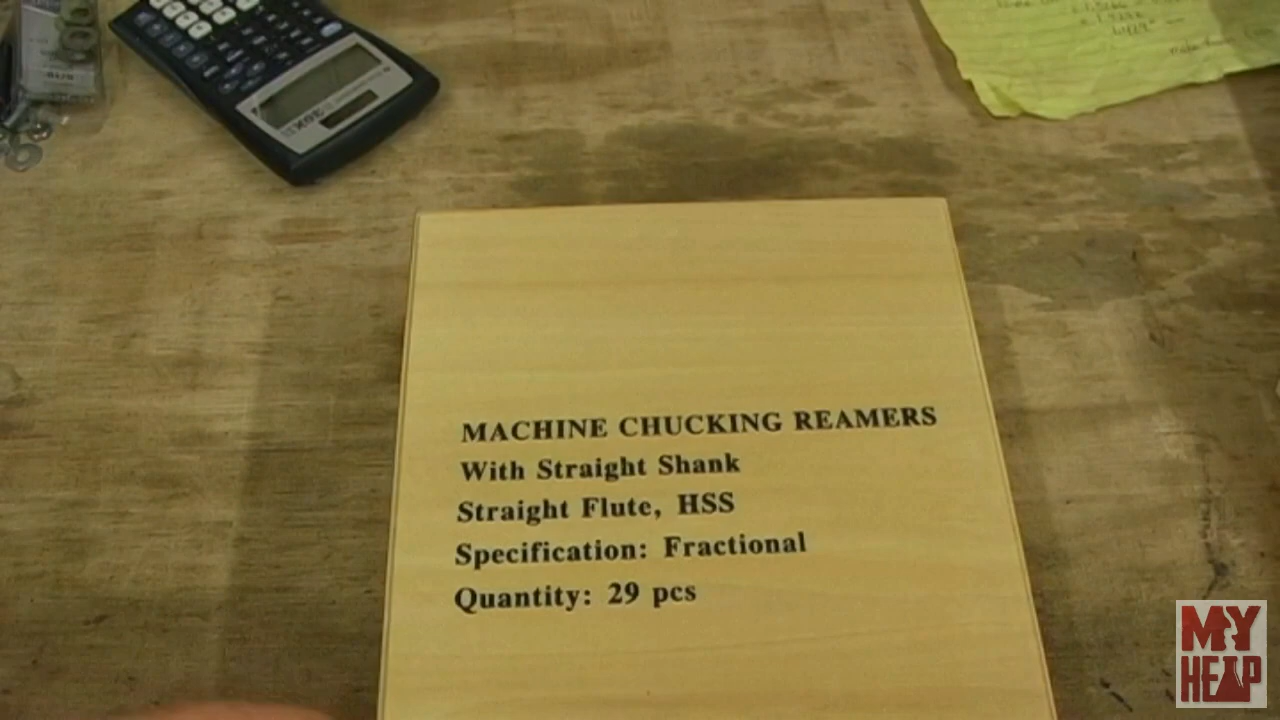 MACHINE CHUCKING REAMERS
With Straight Shank
Straight Flute, HSS
Specification: Fractional
Quantity: 29 pcs
MY
HEAP